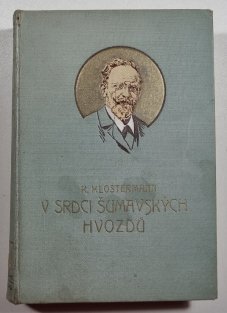 K. KLOSTERMANN
V SRDCI ŠUMAVSKÝCH
HVOZDŮ